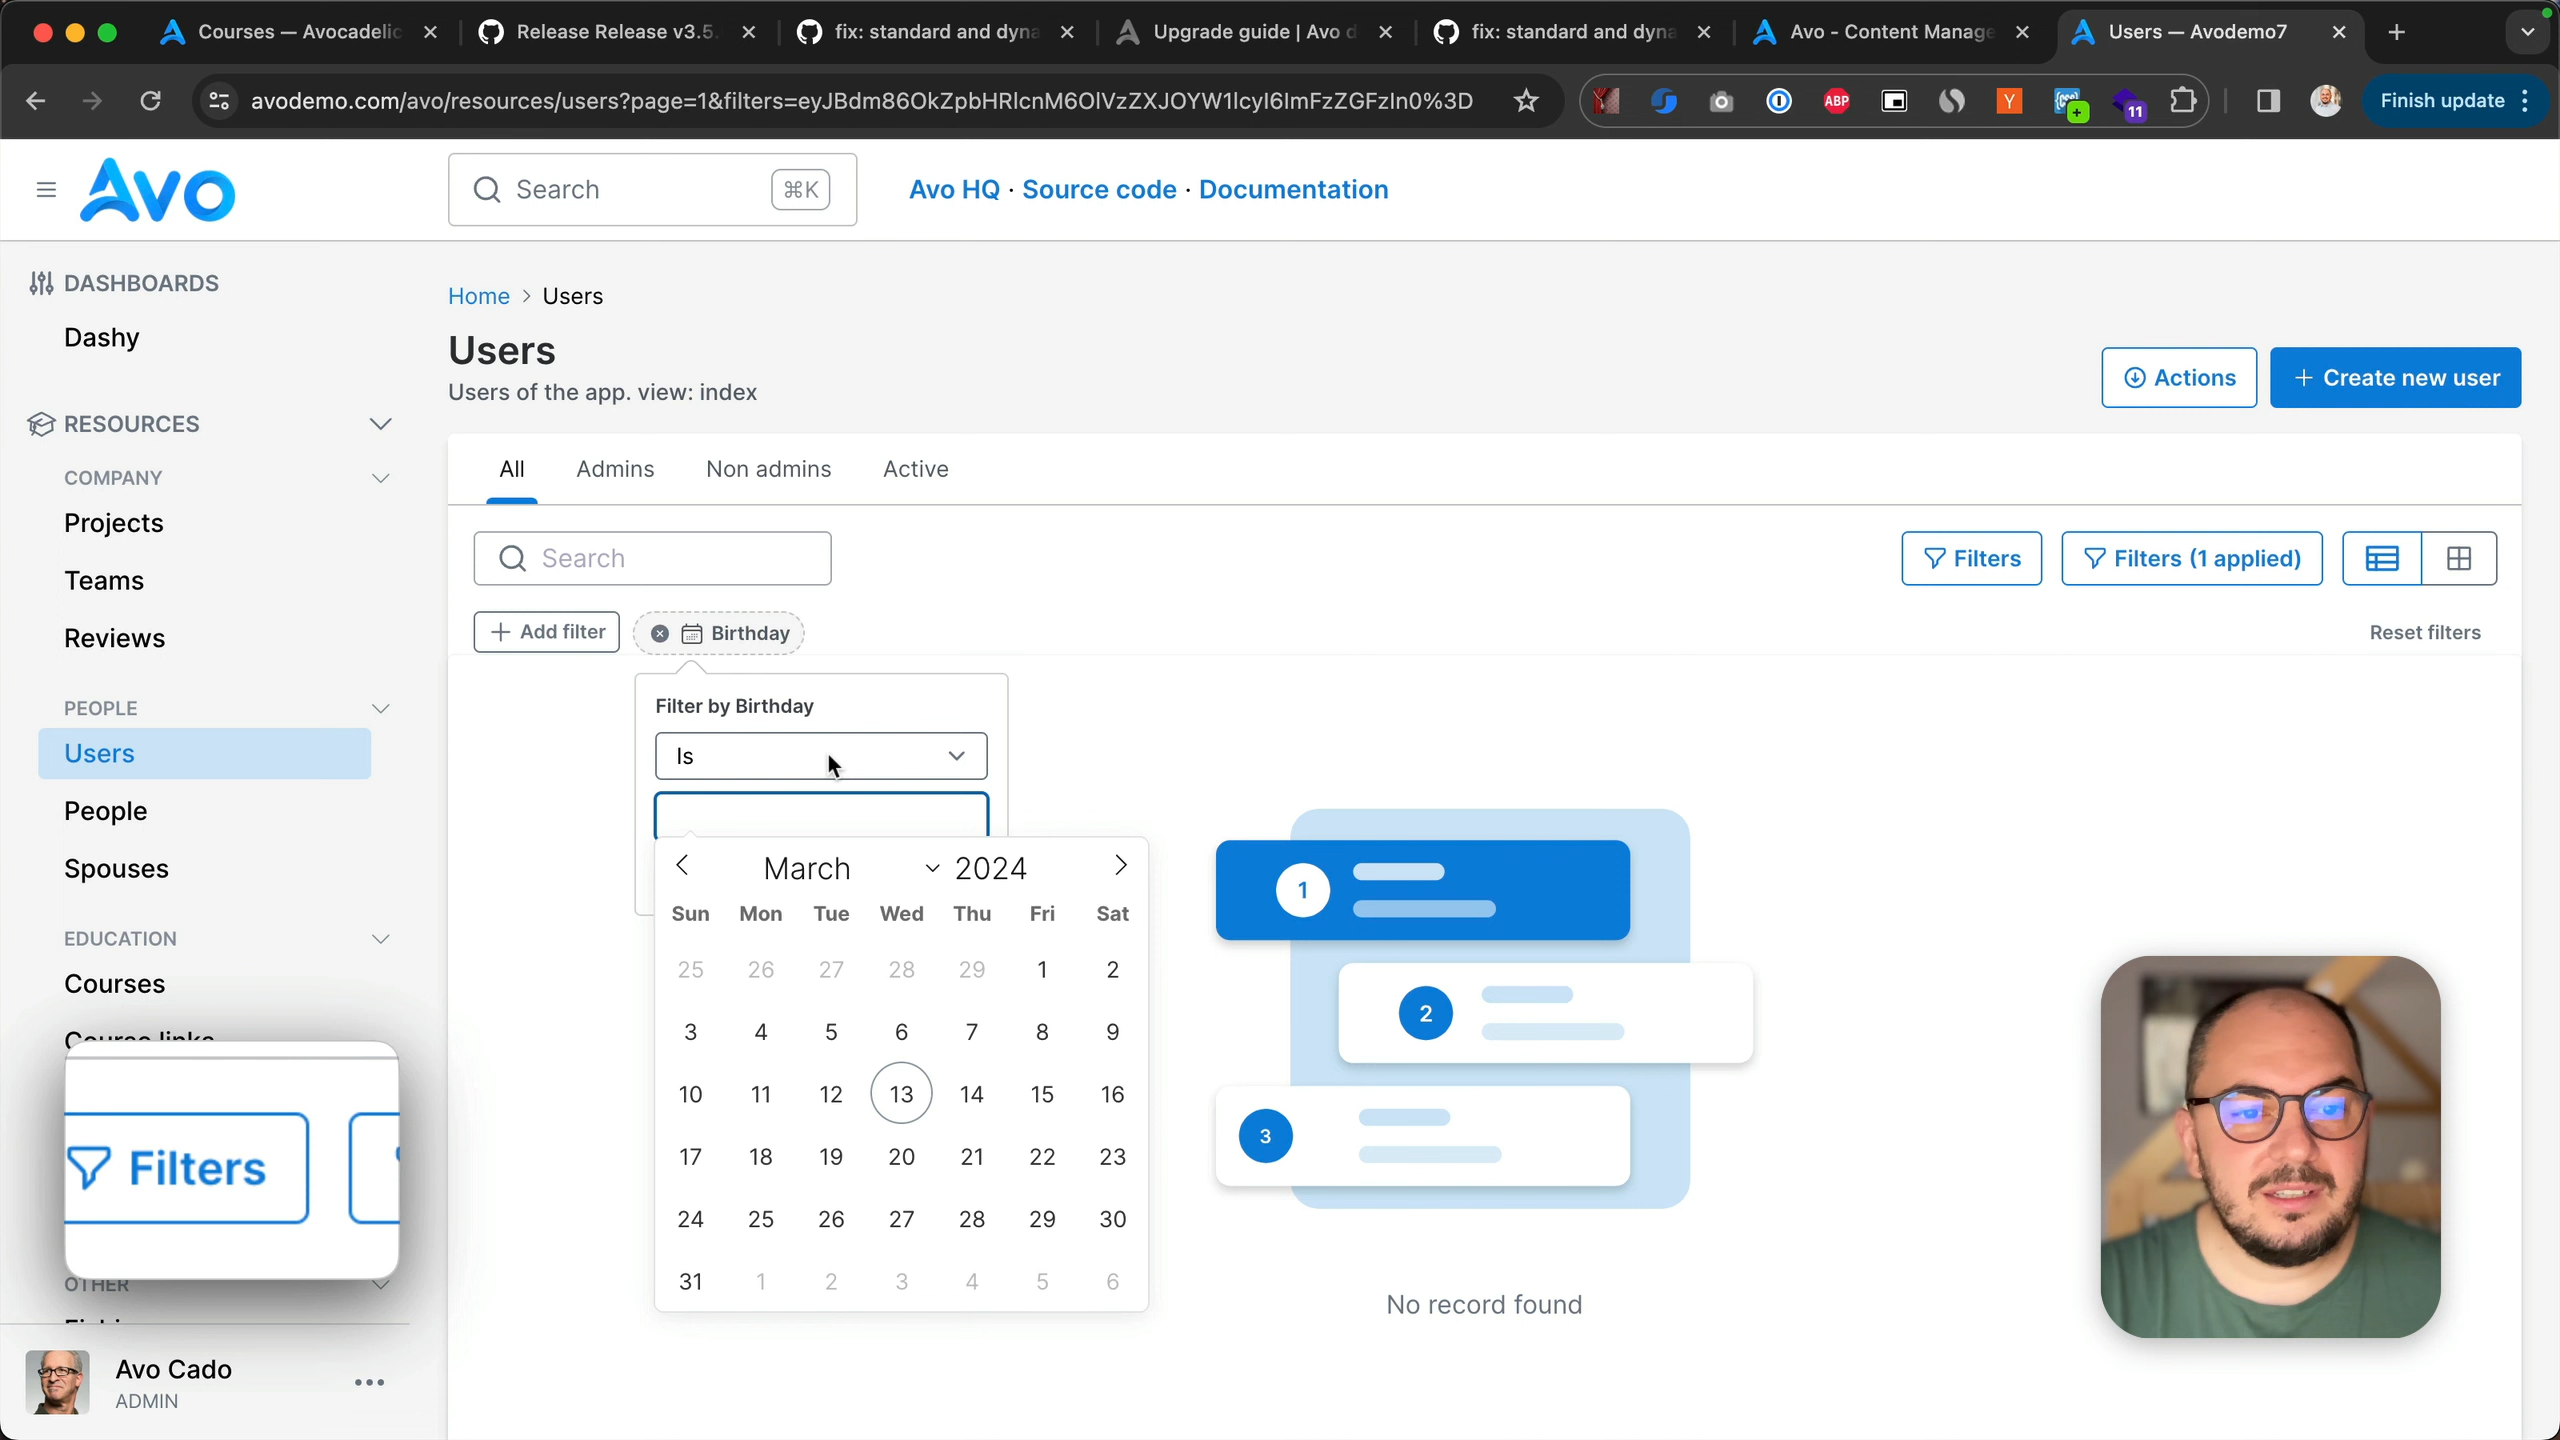 Courses — Avocadelic
Release Release v3.5.
fix: standard and dyna
Upgrade guide | Avo d
fix: standard and dyna
Avo - Content Manage
Users — Avodemo7
avodemo.com/avo/resources/users?page=1&filters=eyJBdm86OkZpbHRlcnM6OlVzZXJOYW1lcyI6ImFzZGFzIn0%3D
ABP
Y
11
Finish update
Avo
Search
⌘K
Avo HQ · Source code · Documentation
DASHBOARDS
Dashy
RESOURCES
COMPANY
Projects
Teams
Reviews
PEOPLE
Users
People
Spouses
EDUCATION
Courses
Course links
Filters
OTHER
Avo Cado
ADMIN
Home > Users
Users
Users of the app. view: index
Actions
+ Create new user
All
Admins
Non admins
Active
Search
Filters
Filters (1 applied)
+ Add filter
Birthday
Reset filters
Filter by Birthday
Is
March 2024
Sun Mon Tue Wed Thu Fri Sat
25 26 27 28 29 1 2
3 4 5 6 7 8 9
10 11 12 13 14 15 16
17 18 19 20 21 22 23
24 25 26 27 28 29 30
31 1 2 3 4 5 6
1
2
3
No record found